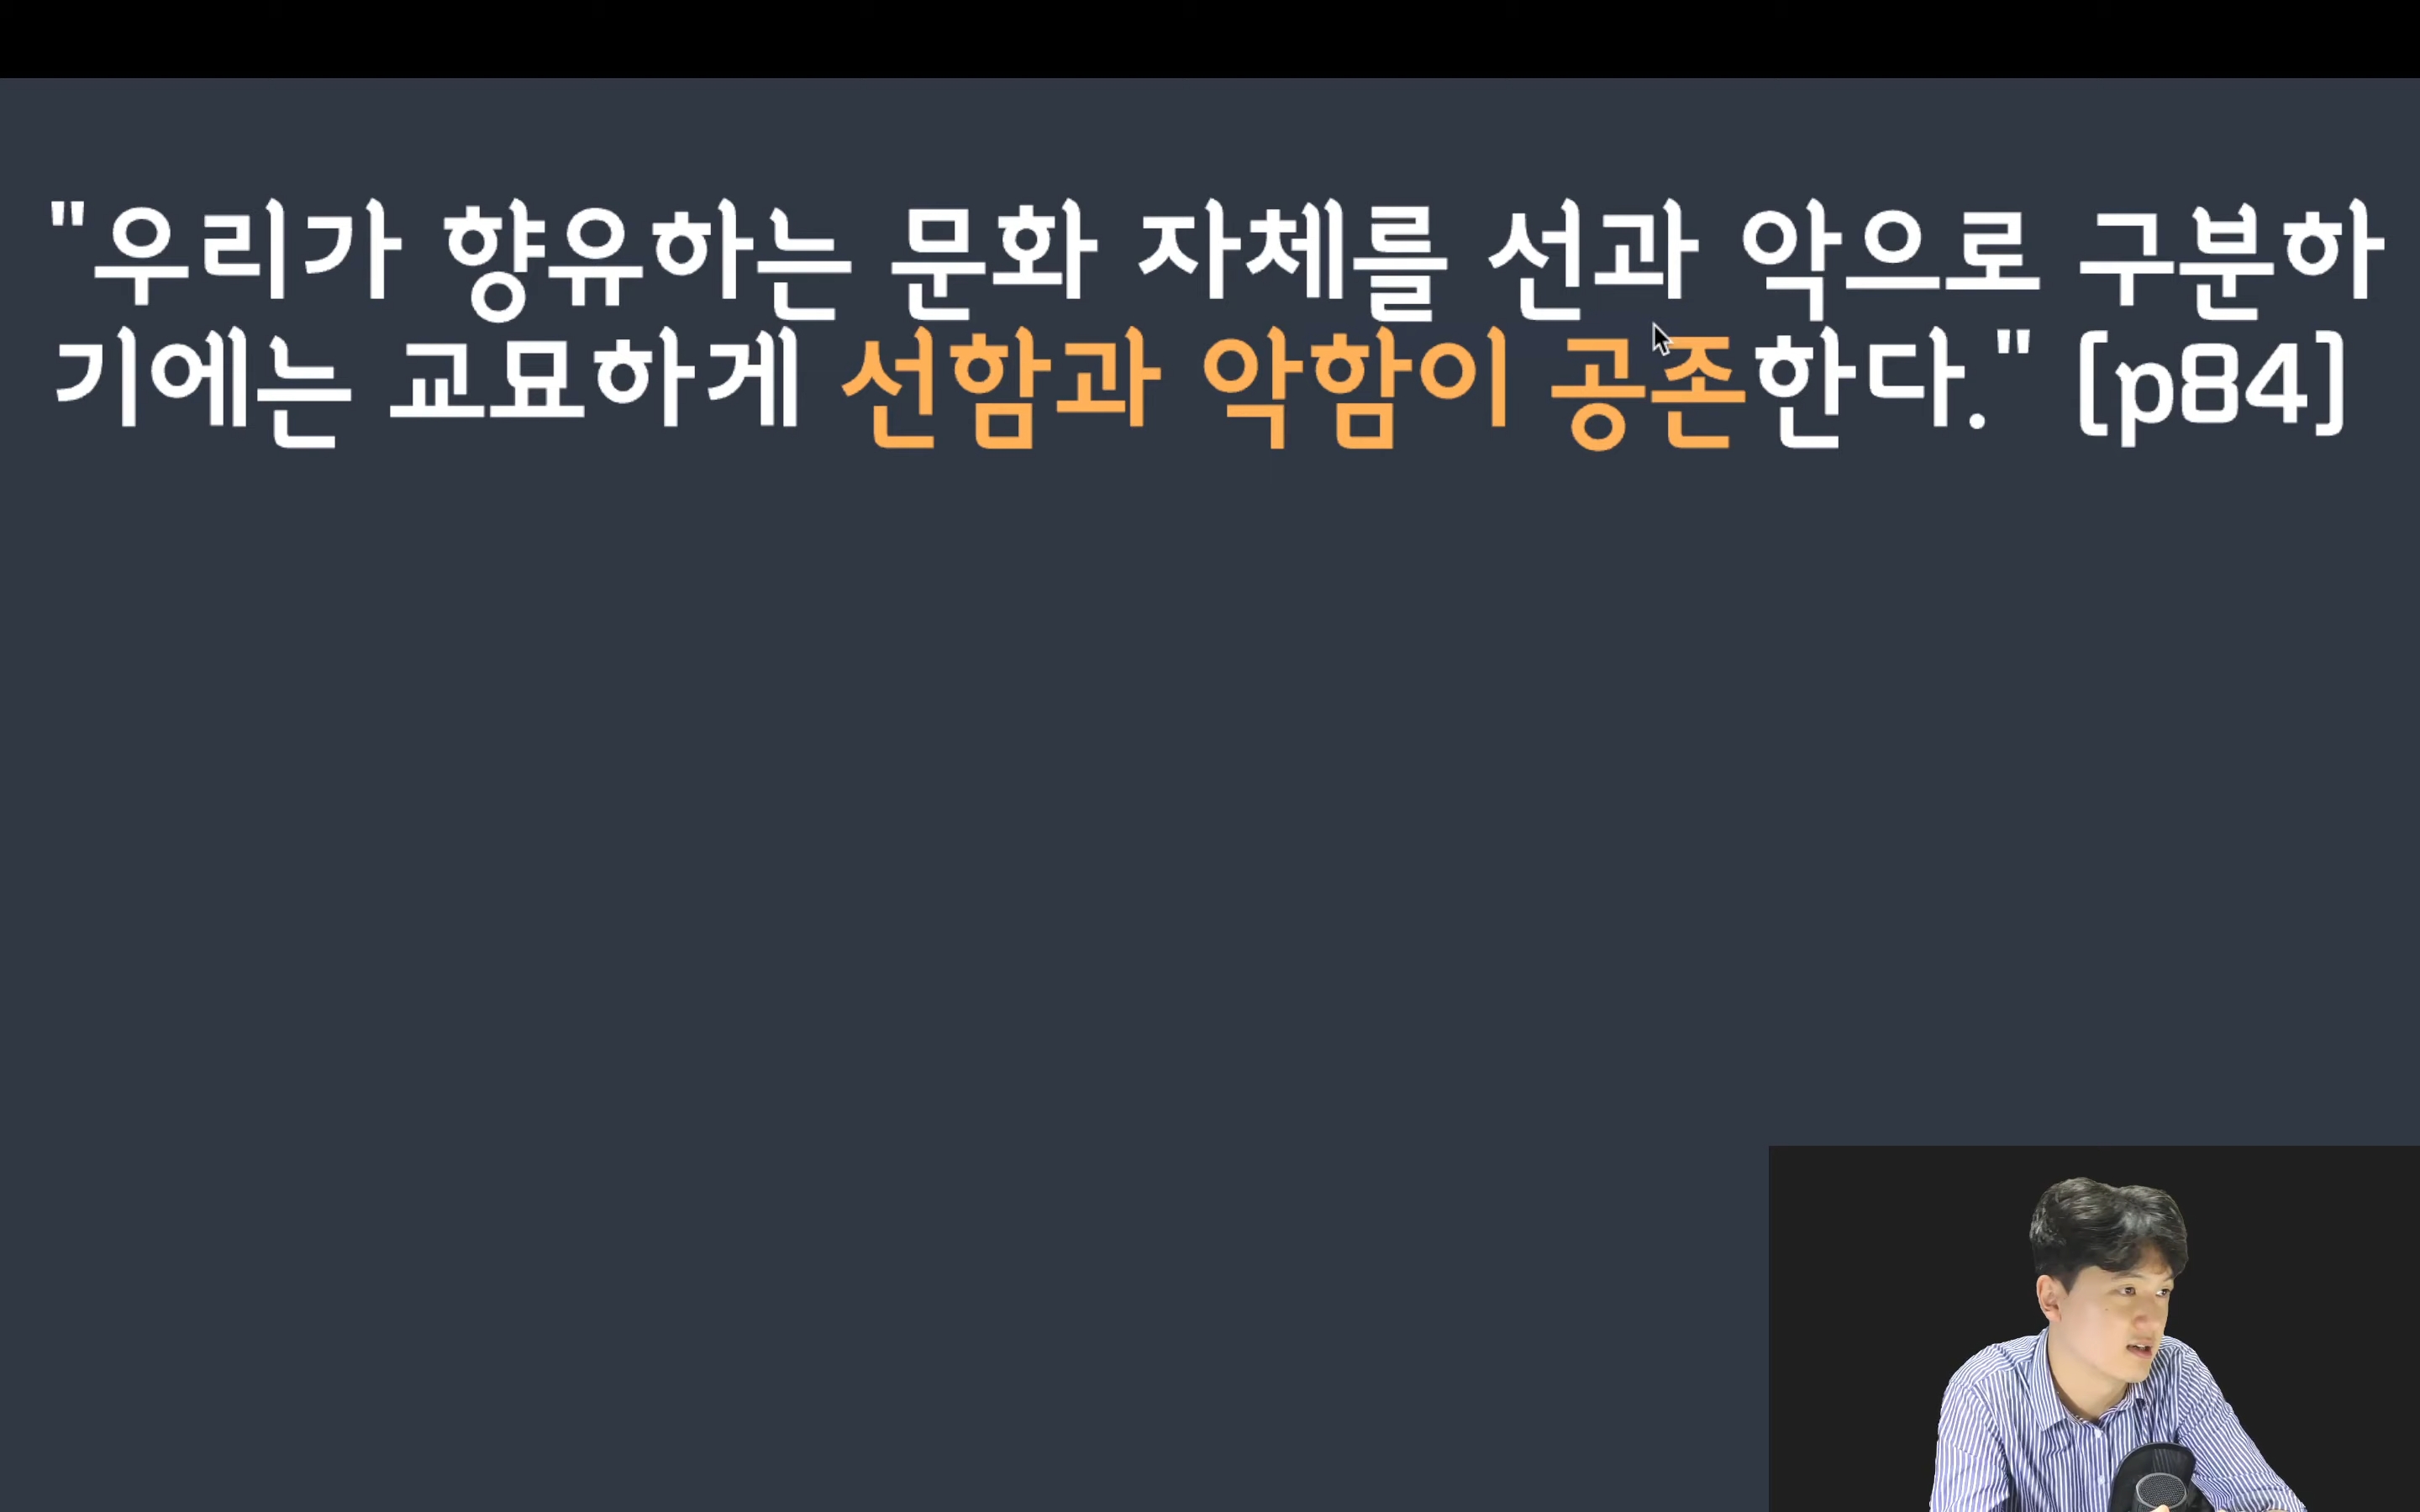 "우리가 향유하는 문화 자체를 선과 악으로 구분하
기에는 교묘하게 선함과 악함이 공존한다." [p84]